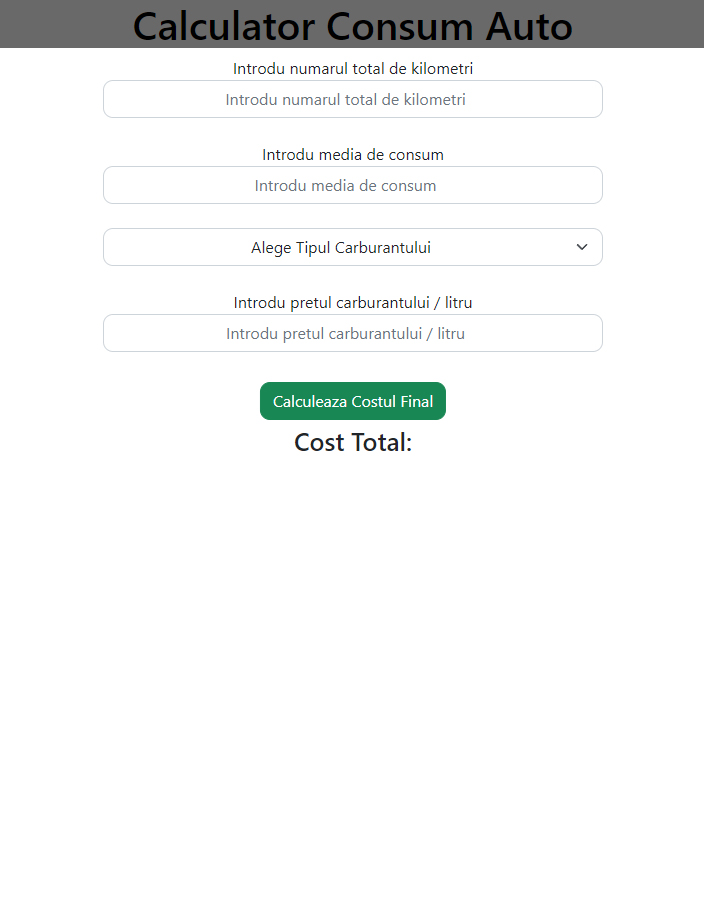 Calculator Consum Auto
Introdu numarul total de kilometri
Introdu numarul total de kilometri
Introdu media de consum
Introdu media de consum
Alege Tipul Carburantului
Introdu pretul carburantului / litru
Introdu pretul carburantului / litru
Calculeaza Costul Final
Cost Total: